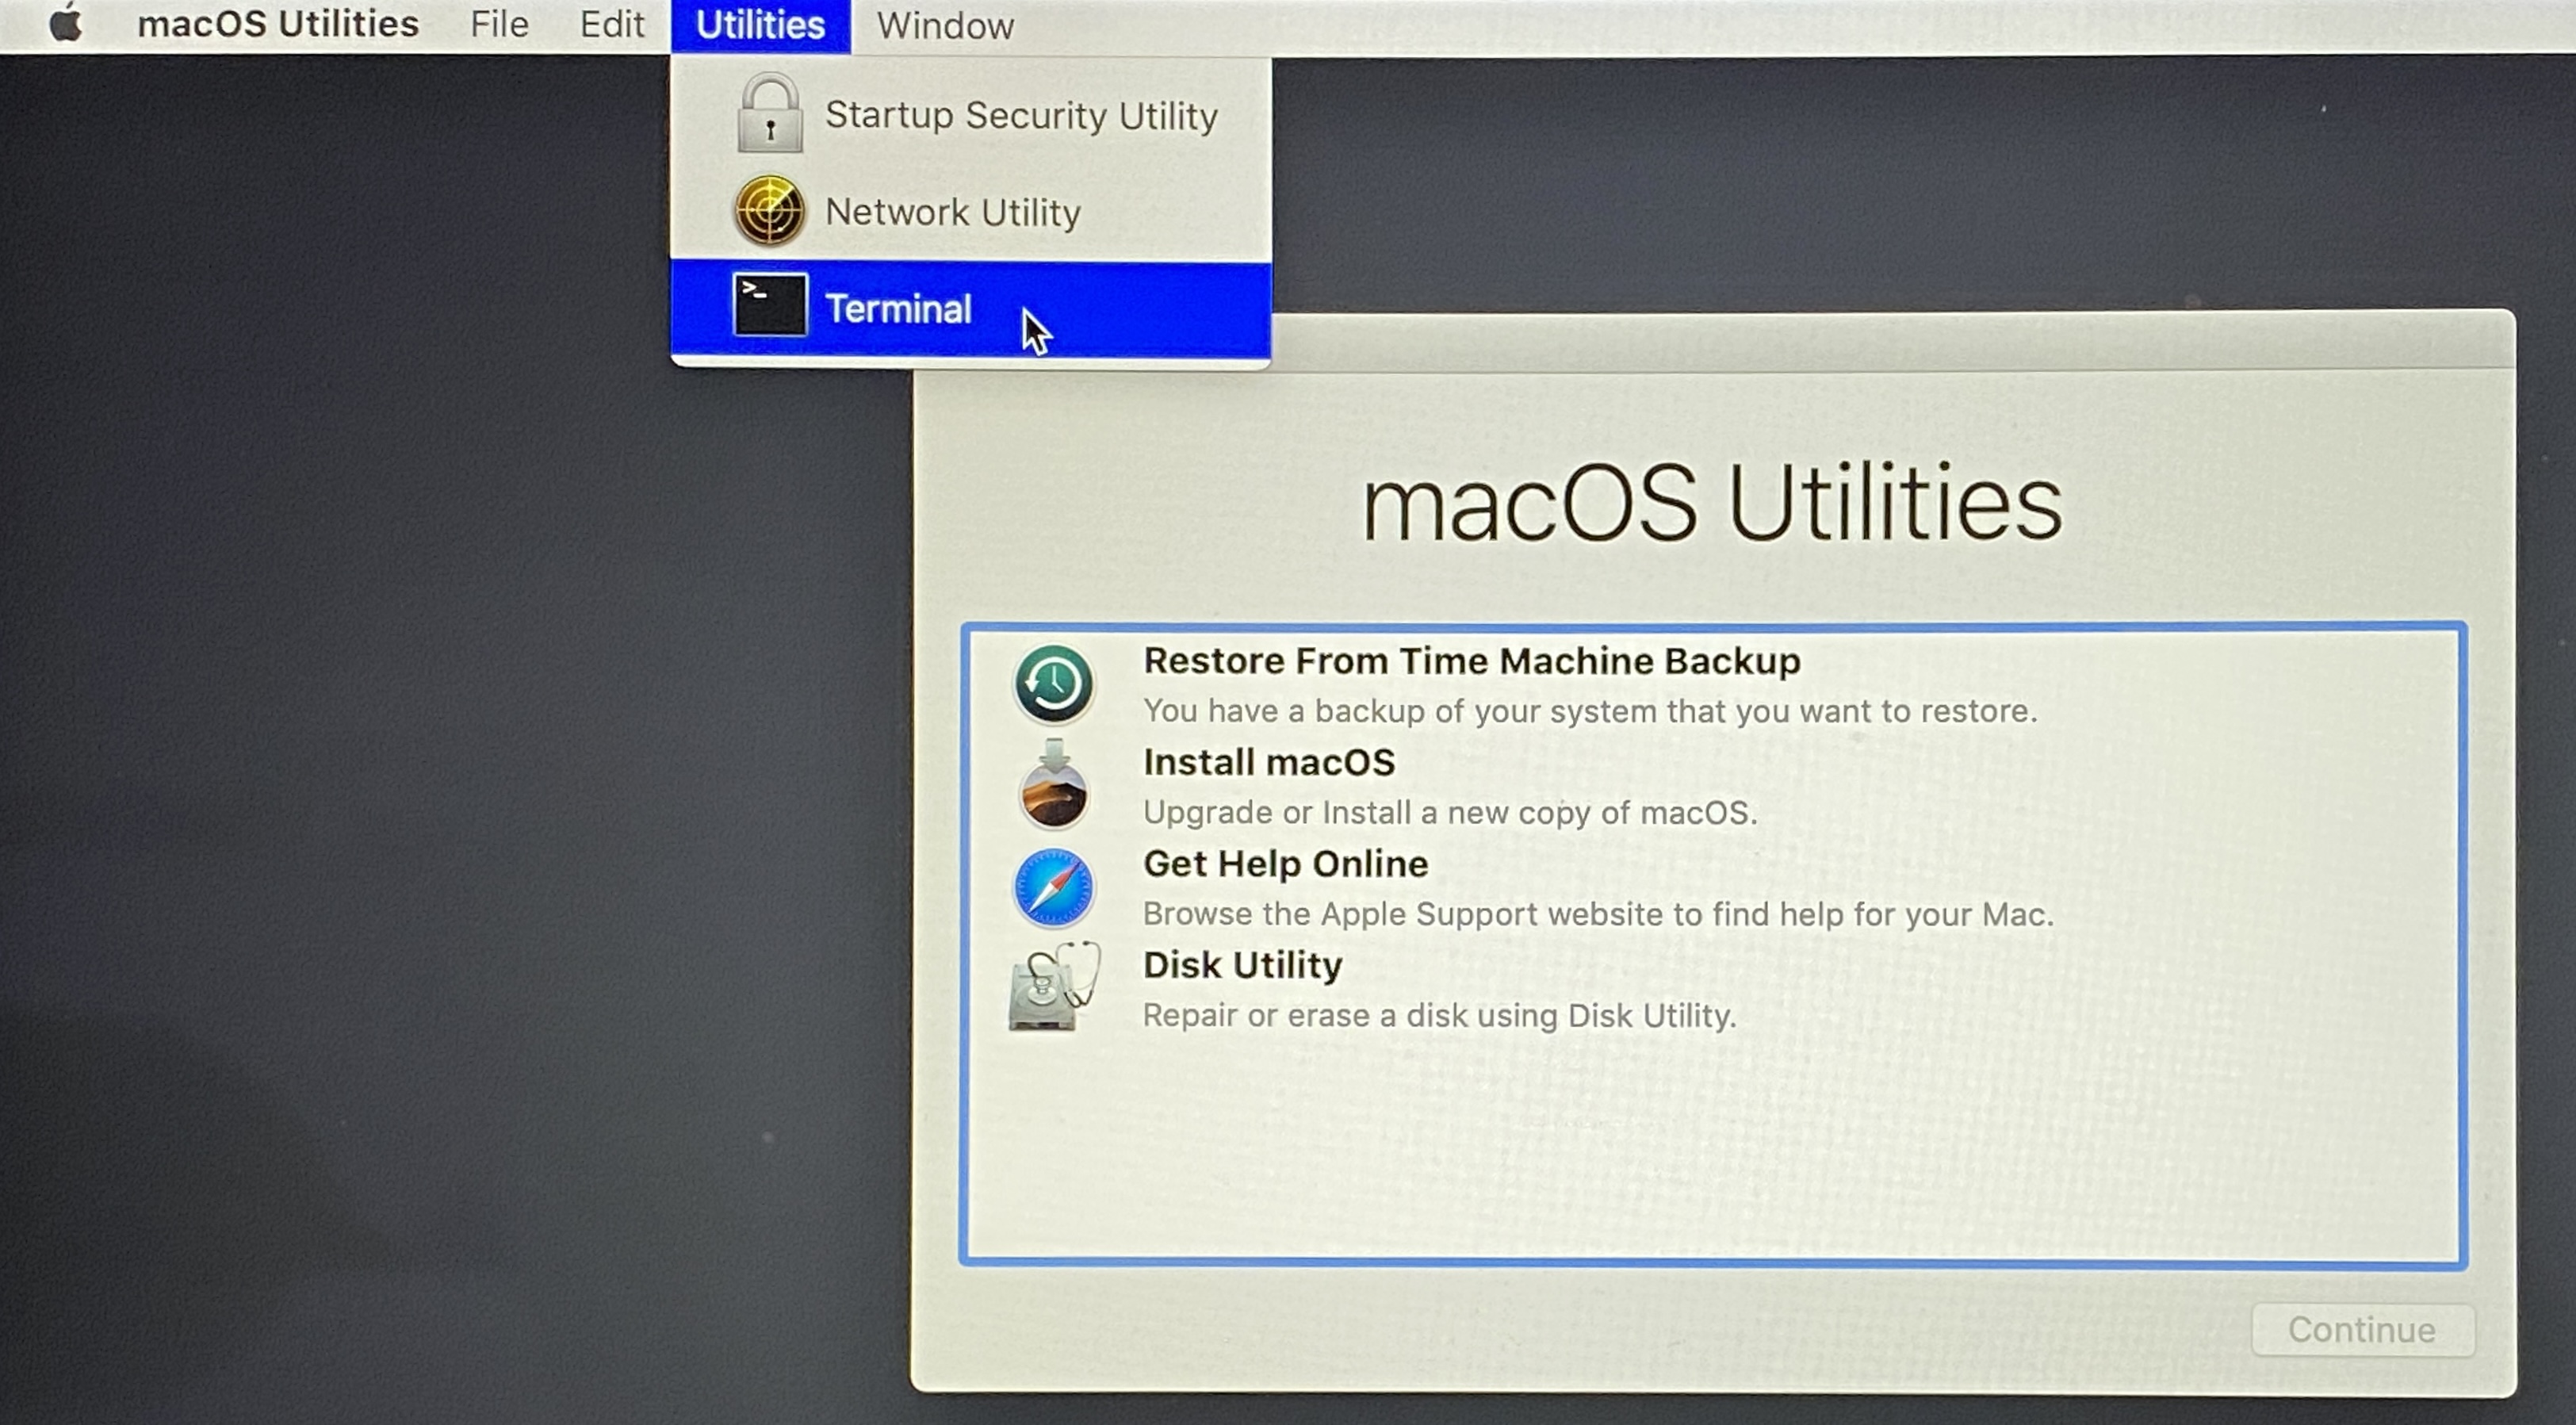 macOS Utilities File Edit Utilities Window
Startup Security Utility
Network Utility
>_ Terminal
macOS Utilities
Restore From Time Machine Backup
You have a backup of your system that you want to restore.
Install macOS
Upgrade or Install a new copy of macOS.
Get Help Online
Browse the Apple Support website to find help for your Mac.
Disk Utility
Repair or erase a disk using Disk Utility.
Continue